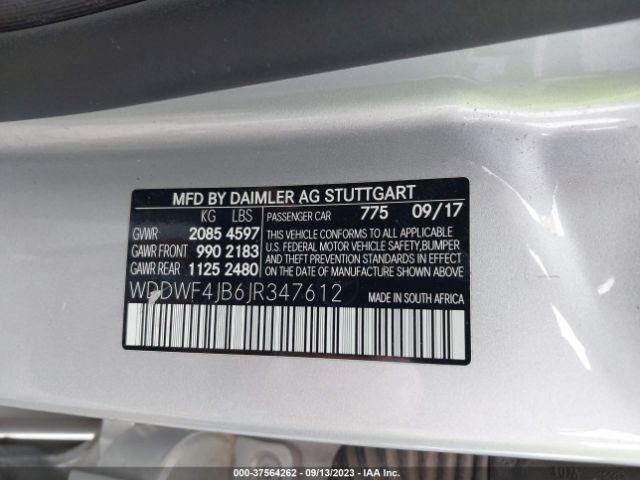 MFD BY DAIMLER AG STUTTGART
KG LBS
GVWR 2085 4597
GAWR FRONT 990 2183
GAWR REAR 1125 2480
PASSENGER CAR 775 09/17
THIS VEHICLE CONFORMS TO ALL APPLICABLE
U.S. FEDERAL MOTOR VEHICLE SAFETY,BUMPER
AND THEFT PREVENTION STANDARDS IN EFFECT
ON THE DATE OF MANUFACTURE SHOWN ABOVE.
WDDWF4JB6JR347612
MADE IN SOUTH AFRICA
000-37564262 - 09/13/2023 - IAA Inc.